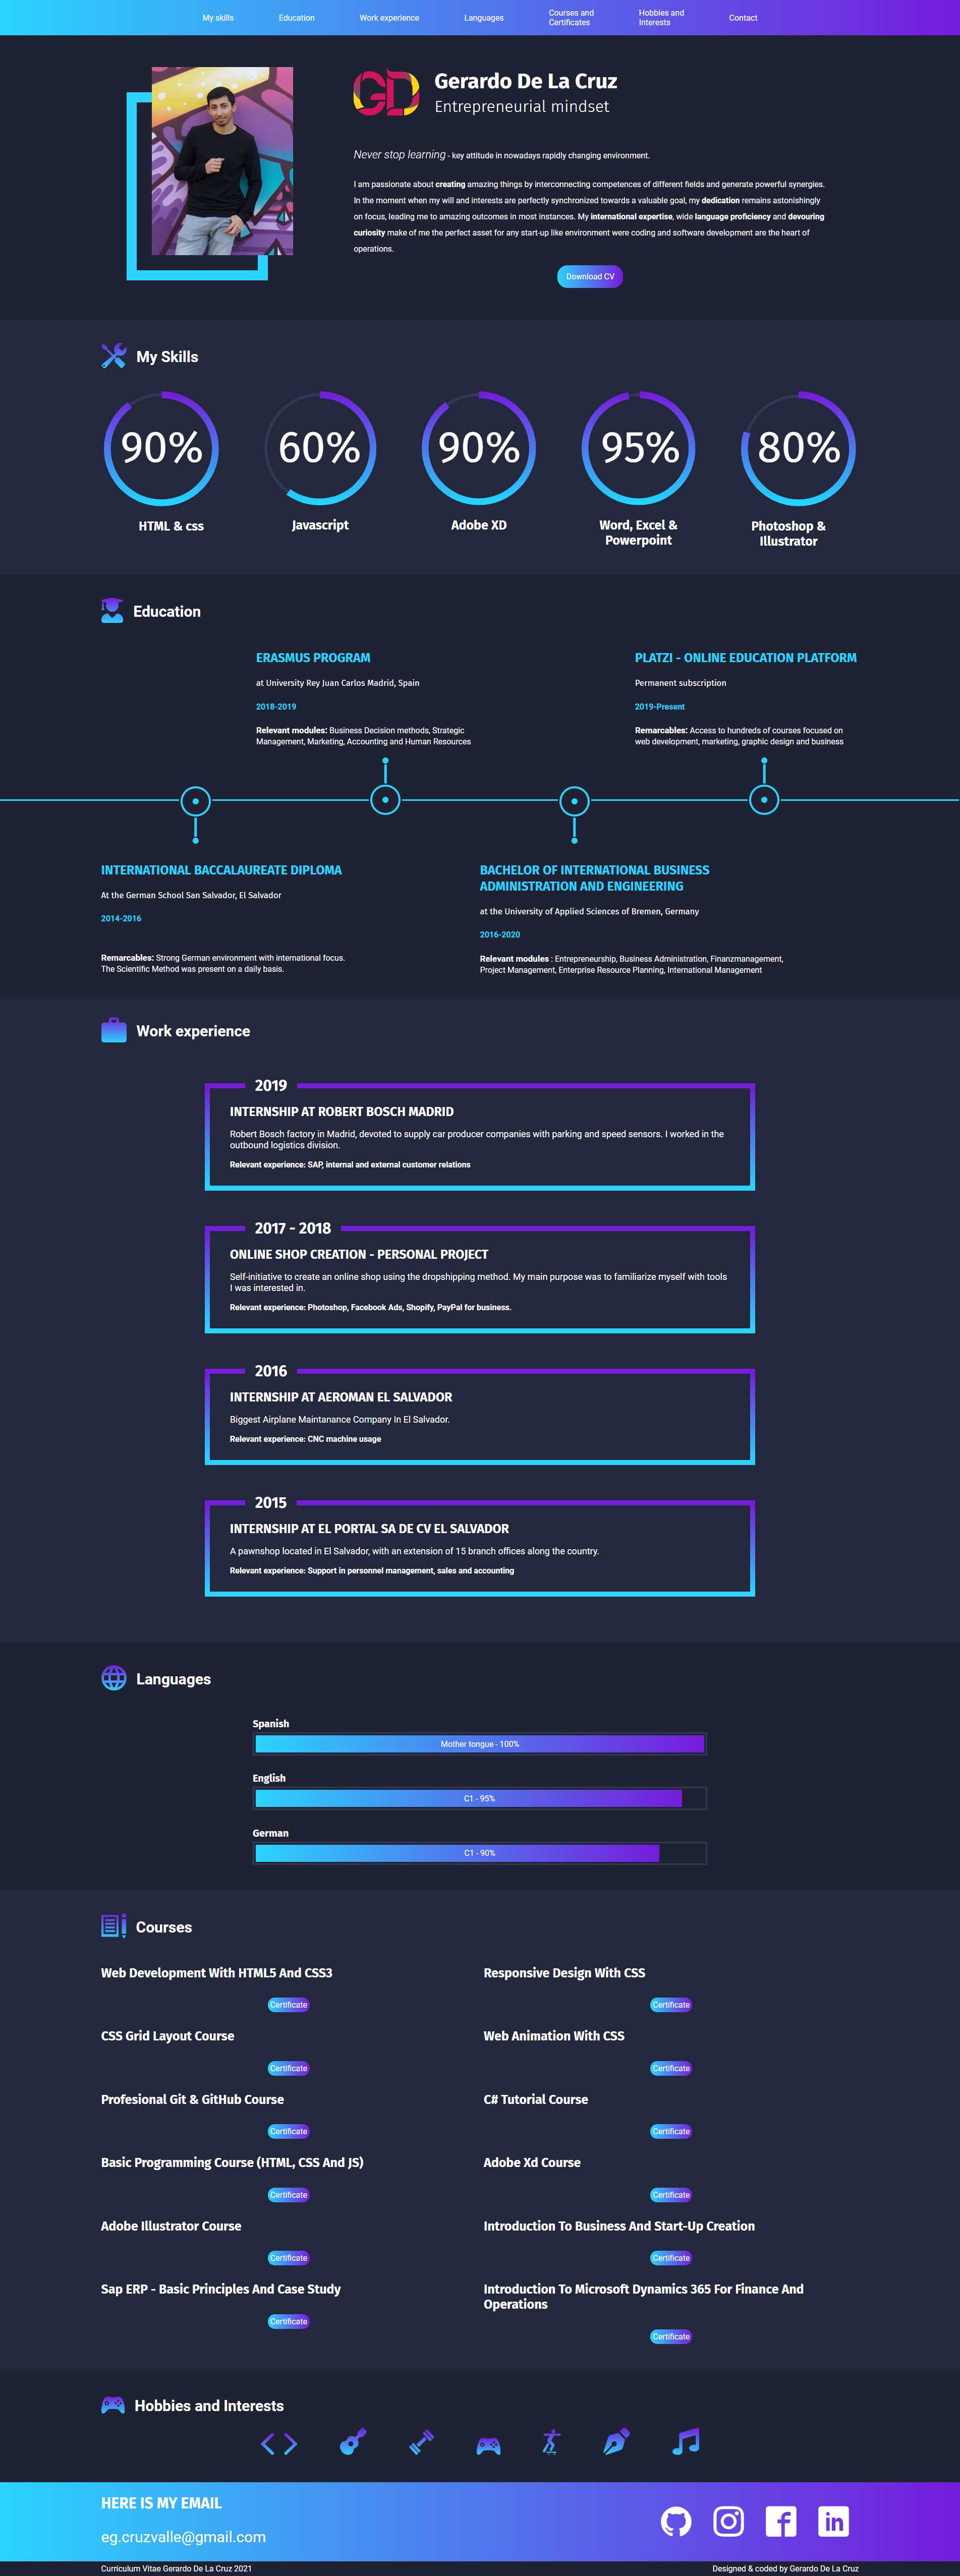 My skills
Education
Work experience
Languages
Courses and
Certificates
Hobbies and
Interests
Contact
GD
Gerardo De La Cruz
Entrepreneurial mindset
Never stop learning - key attitude in nowadays rapidly changing environment.
I am passionate about creating amazing things by interconnecting competences of different fields and generate powerful synergies.
In the moment when my will and interests are perfectly synchronized towards a valuable goal, my dedication remains astonishingly
on focus, leading me to amazing outcomes in most instances. My international expertise, wide language proficiency and devouring
curiosity make of me the perfect asset for any start-up like environment were coding and software development are the heart of
operations.
Download CV
My Skills
90%
60%
90%
95%
80%
HTML & css
Javascript
Adobe XD
Word, Excel &
Powerpoint
Photoshop &
Illustrator
Education
ERASMUS PROGRAM
at University Rey Juan Carlos Madrid, Spain
2018-2019
Relevant modules: Business Decision methods, Strategic
Management, Marketing, Accounting and Human Resources
PLATZI - ONLINE EDUCATION PLATFORM
Permanent subscription
2019-Present
Remarcables: Access to hundreds of courses focused on
web development, marketing, graphic design and business
INTERNATIONAL BACCALAUREATE DIPLOMA
At the German School San Salvador, El Salvador
2014-2016
Remarcables: Strong German environment with international focus.
The Scientific Method was present on a daily basis.
BACHELOR OF INTERNATIONAL BUSINESS
ADMINISTRATION AND ENGINEERING
at the University of Applied Sciences of Bremen, Germany
2016-2020
Relevant modules : Entrepreneurship, Business Administration, Finanzmanagement,
Project Management, Enterprise Resource Planning, International Management
Work experience
2019
INTERNSHIP AT ROBERT BOSCH MADRID
Robert Bosch factory in Madrid, devoted to supply car producer companies with parking and speed sensors. I worked in the
outbound logistics division.
Relevant experience: SAP, internal and external customer relations
2017 - 2018
ONLINE SHOP CREATION - PERSONAL PROJECT
Self-initiative to create an online shop using the dropshipping method. My main purpose was to familiarize myself with tools
I was interested in.
Relevant experience: Photoshop, Facebook Ads, Shopify, PayPal for business.
2016
INTERNSHIP AT AEROMAN EL SALVADOR
Biggest Airplane Maintanance Company In El Salvador.
Relevant experience: CNC machine usage
2015
INTERNSHIP AT EL PORTAL SA DE CV EL SALVADOR
A pawnshop located in El Salvador, with an extension of 15 branch offices along the country.
Relevant experience: Support in personnel management, sales and accounting
Languages
Spanish
Mother tongue - 100%
English
C1 - 95%
German
C1 - 90%
Courses
Web Development With HTML5 And CSS3
Certificate
Responsive Design With CSS
Certificate
CSS Grid Layout Course
Certificate
Web Animation With CSS
Certificate
Profesional Git & GitHub Course
Certificate
C# Tutorial Course
Certificate
Basic Programming Course (HTML, CSS And JS)
Certificate
Adobe Xd Course
Certificate
Adobe Illustrator Course
Certificate
Introduction To Business And Start-Up Creation
Certificate
Sap ERP - Basic Principles And Case Study
Certificate
Introduction To Microsoft Dynamics 365 For Finance And
Operations
Certificate
Hobbies and Interests
HERE IS MY EMAIL
eg.cruzvalle@gmail.com
Curriculum Vitae Gerardo De La Cruz 2021
Designed & coded by Gerardo De La Cruz